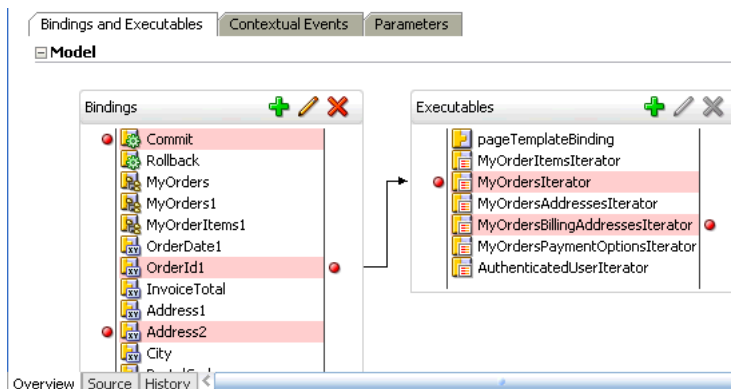 Bindings and Executables Contextual Events Parameters
Model
Bindings
Commit
Rollback
MyOrders
MyOrders1
MyOrderItems1
OrderDate1
OrderId1
InvoiceTotal
Address1
Address2
City
Executables
pageTemplateBinding
MyOrderItemsIterator
MyOrdersIterator
MyOrdersAddressesIterator
MyOrdersBillingAddressesIterator
MyOrdersPaymentOptionsIterator
AuthenticatedUserIterator
Overview Source History